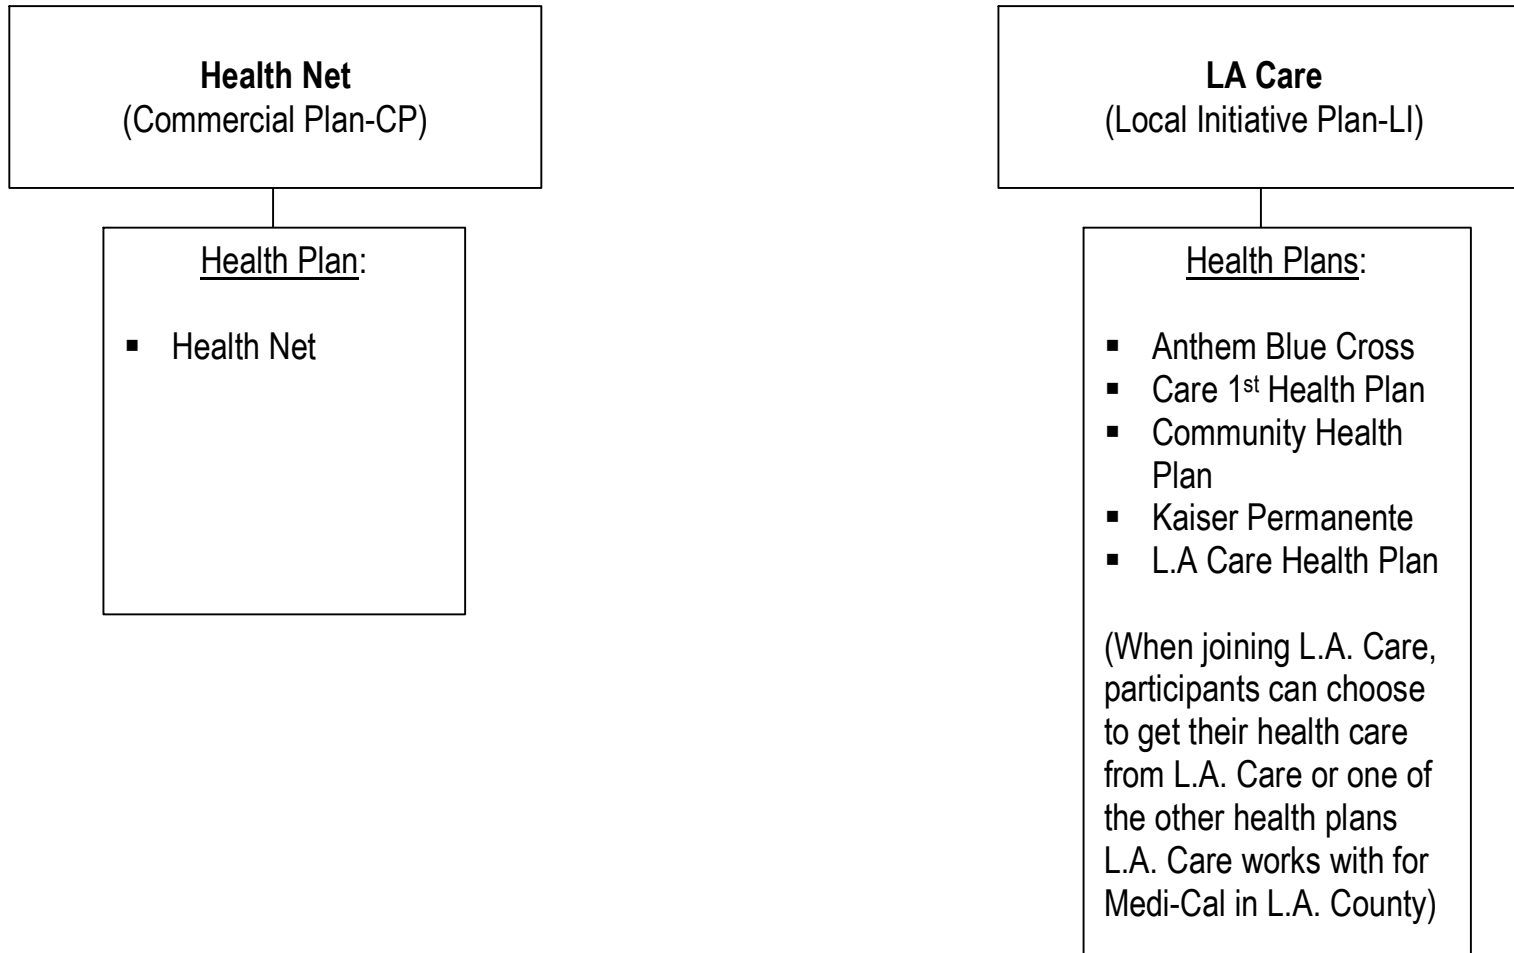 Health Net
(Commercial Plan-CP)
Health Plan:
▪ Health Net
LA Care
(Local Initiative Plan-LI)
Health Plans:
▪ Anthem Blue Cross
▪ Care 1st Health Plan
▪ Community Health
Plan
▪ Kaiser Permanente
▪ L.A Care Health Plan
(When joining L.A. Care,
participants can choose
to get their health care
from L.A. Care or one of
the other health plans
L.A. Care works with for
Medi-Cal in L.A. County)